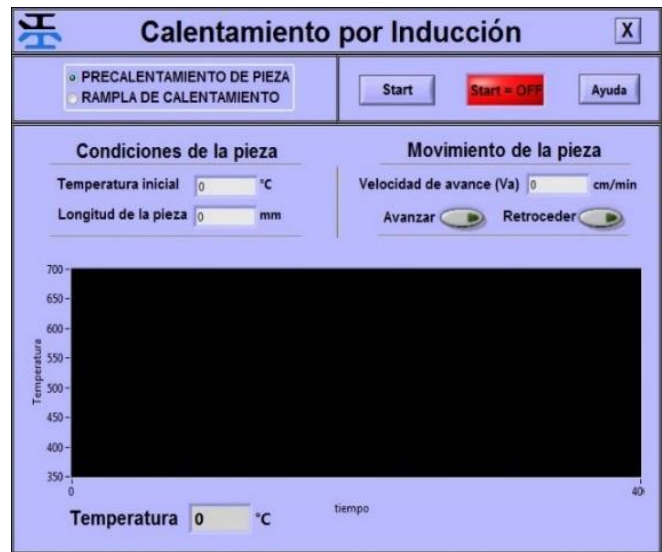 Calentamiento por Inducción
X
PRECALENTAMIENTO DE PIEZA
RAMPLA DE CALENTAMIENTO
Start
Start = OFF
Ayuda
Condiciones de la pieza
Temperatura inicial 0 °C
Longitud de la pieza 0 mm
Movimiento de la pieza
Velocidad de avance (Va) 0 cm/min
Avanzar
Retroceder
700
650
600
550
500
450
400
350
Temperatura
0
40
tiempo
Temperatura 0 °C